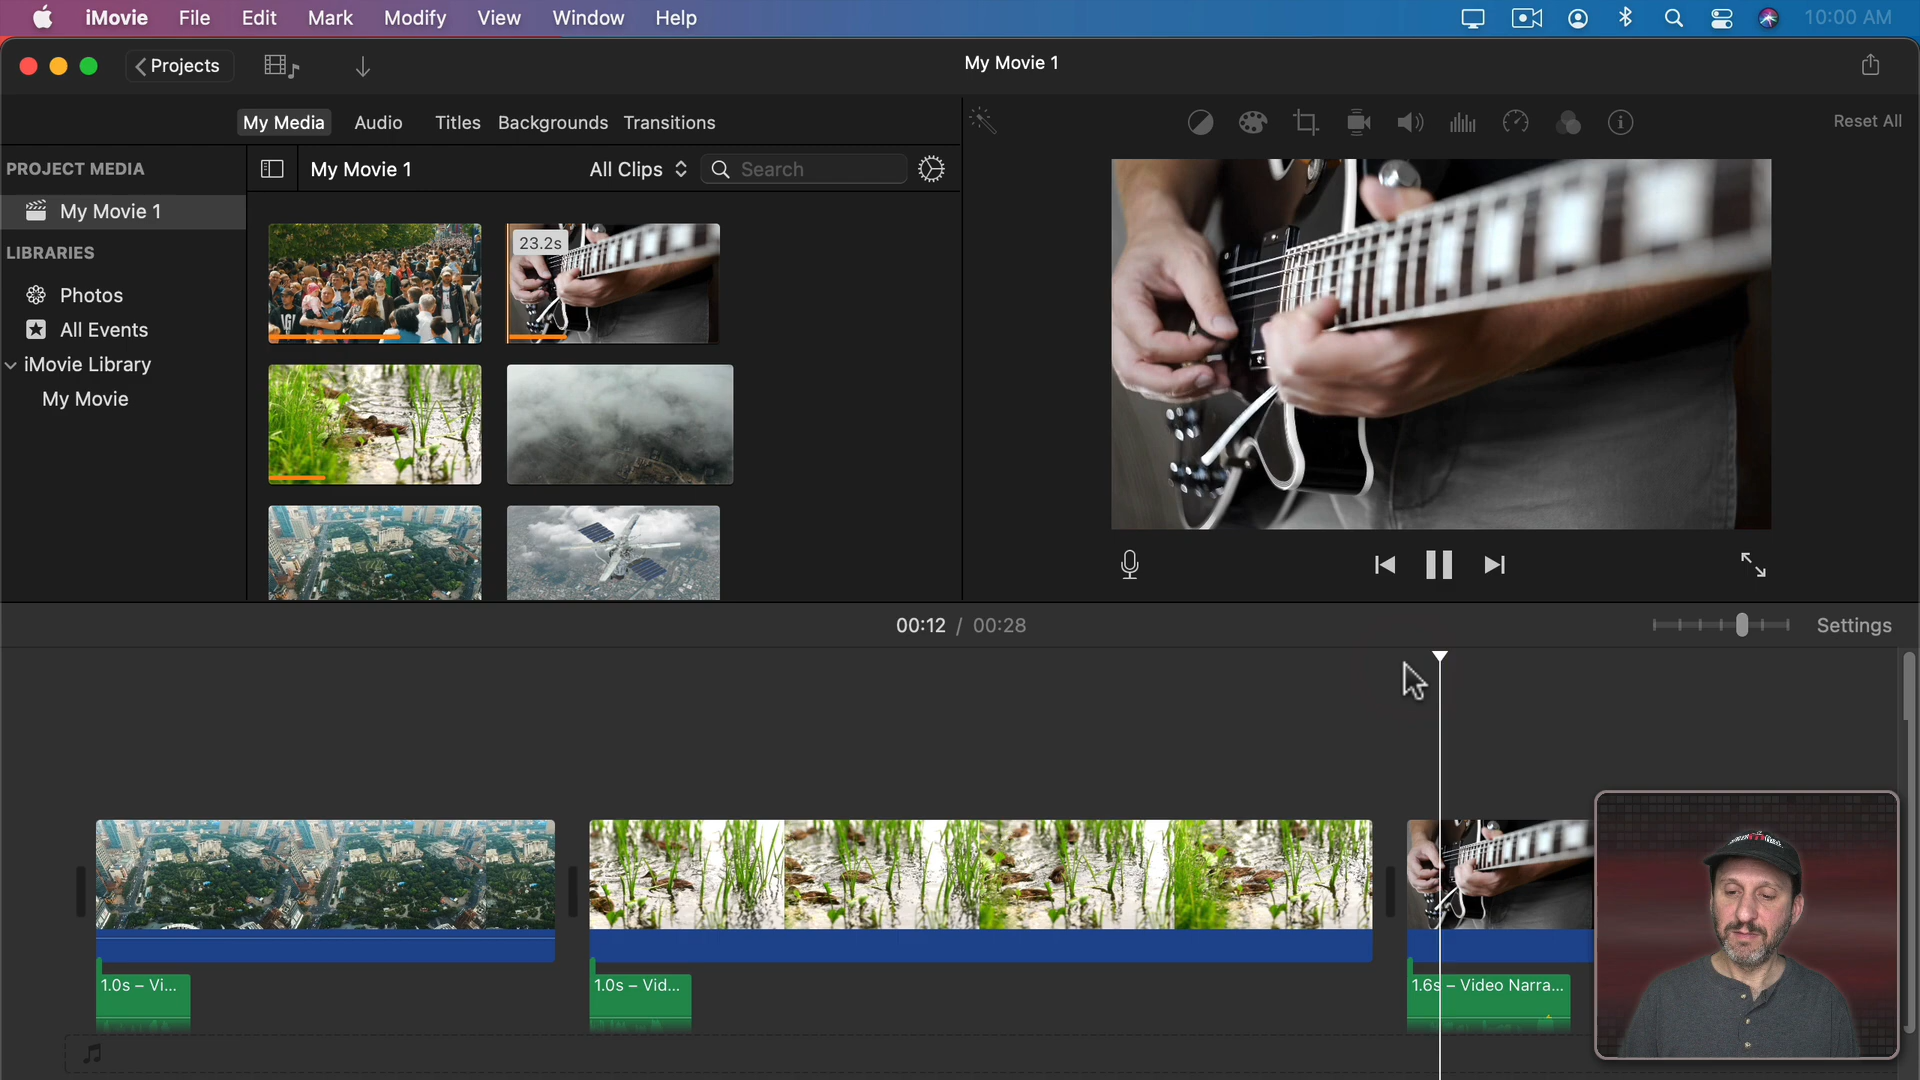 iMovie File Edit Mark Modify View Window Help 10:00 AM
Projects My Movie 1
My Media Audio Titles Backgrounds Transitions Reset All
PROJECT MEDIA My Movie 1 All Clips Search
My Movie 1
LIBRARIES
Photos
All Events
iMovie Library
My Movie
23.2s
00:12 / 00:28 Settings
1.0s – Vi... 1.0s – Vid... 1.6s – Video Narra...